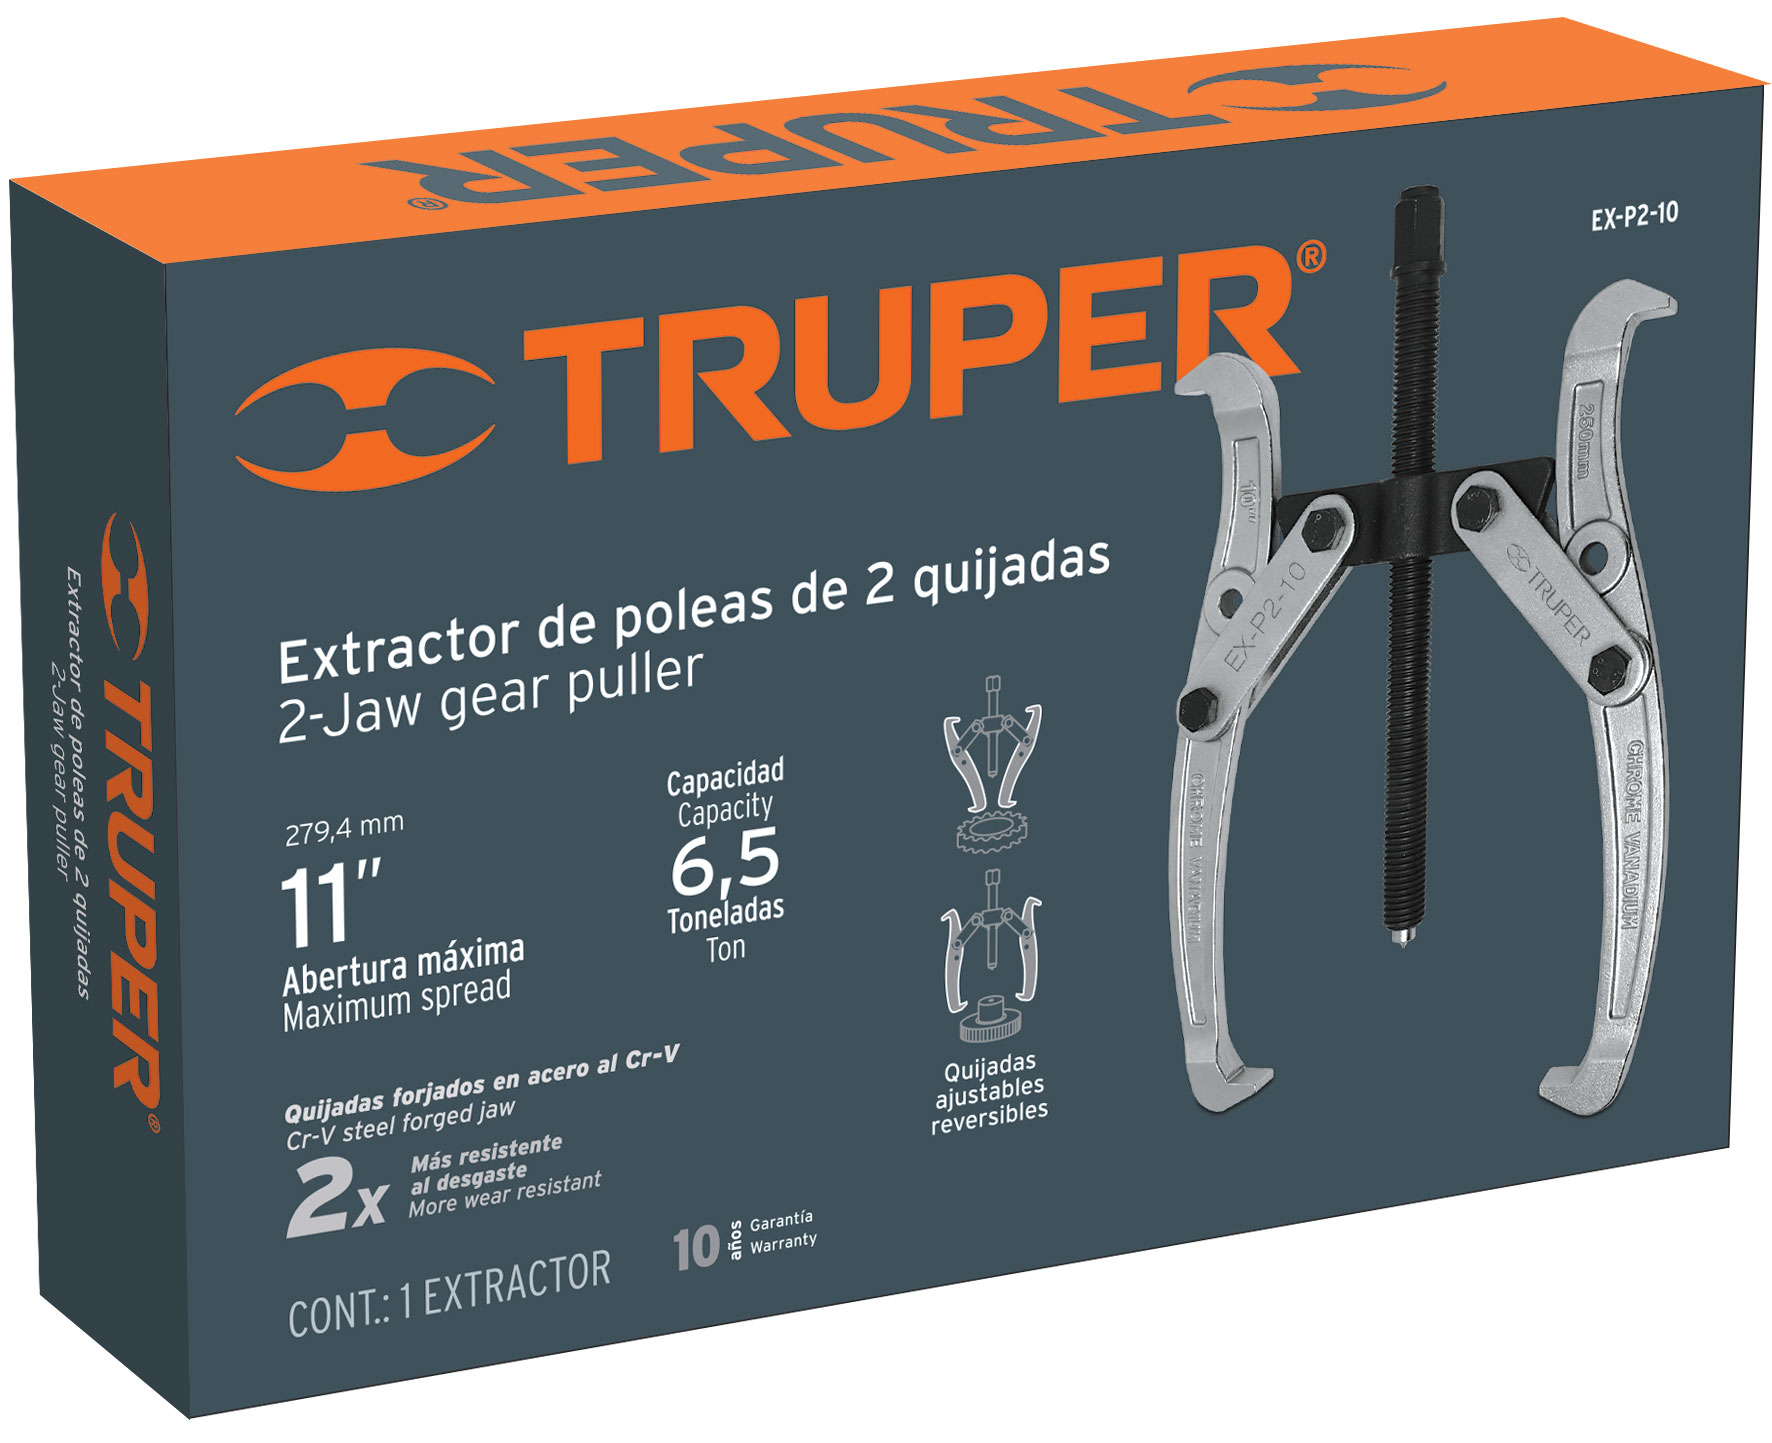 TRUPER®
EX-P2-10
TRUPER®
Extractor de poleas de 2 quijadas
2-Jaw gear puller
279,4 mm
11"
Abertura máxima
Maximum spread
Capacidad
Capacity
6,5
Toneladas
Ton
Quijadas forjados en acero al Cr-V
Cr-V steel forged jaw
2x
Más resistente
al desgaste
More wear resistant
CONT.: 1 EXTRACTOR
10 años
Garantía
Warranty
Quijadas
ajustables
reversibles
10"
250mm
EX-P2-10
TRUPER
CHROME VANADIUM
CHROME VANADIUM
TRUPER®
Extractor de poleas de 2 quijadas
2-Jaw gear puller